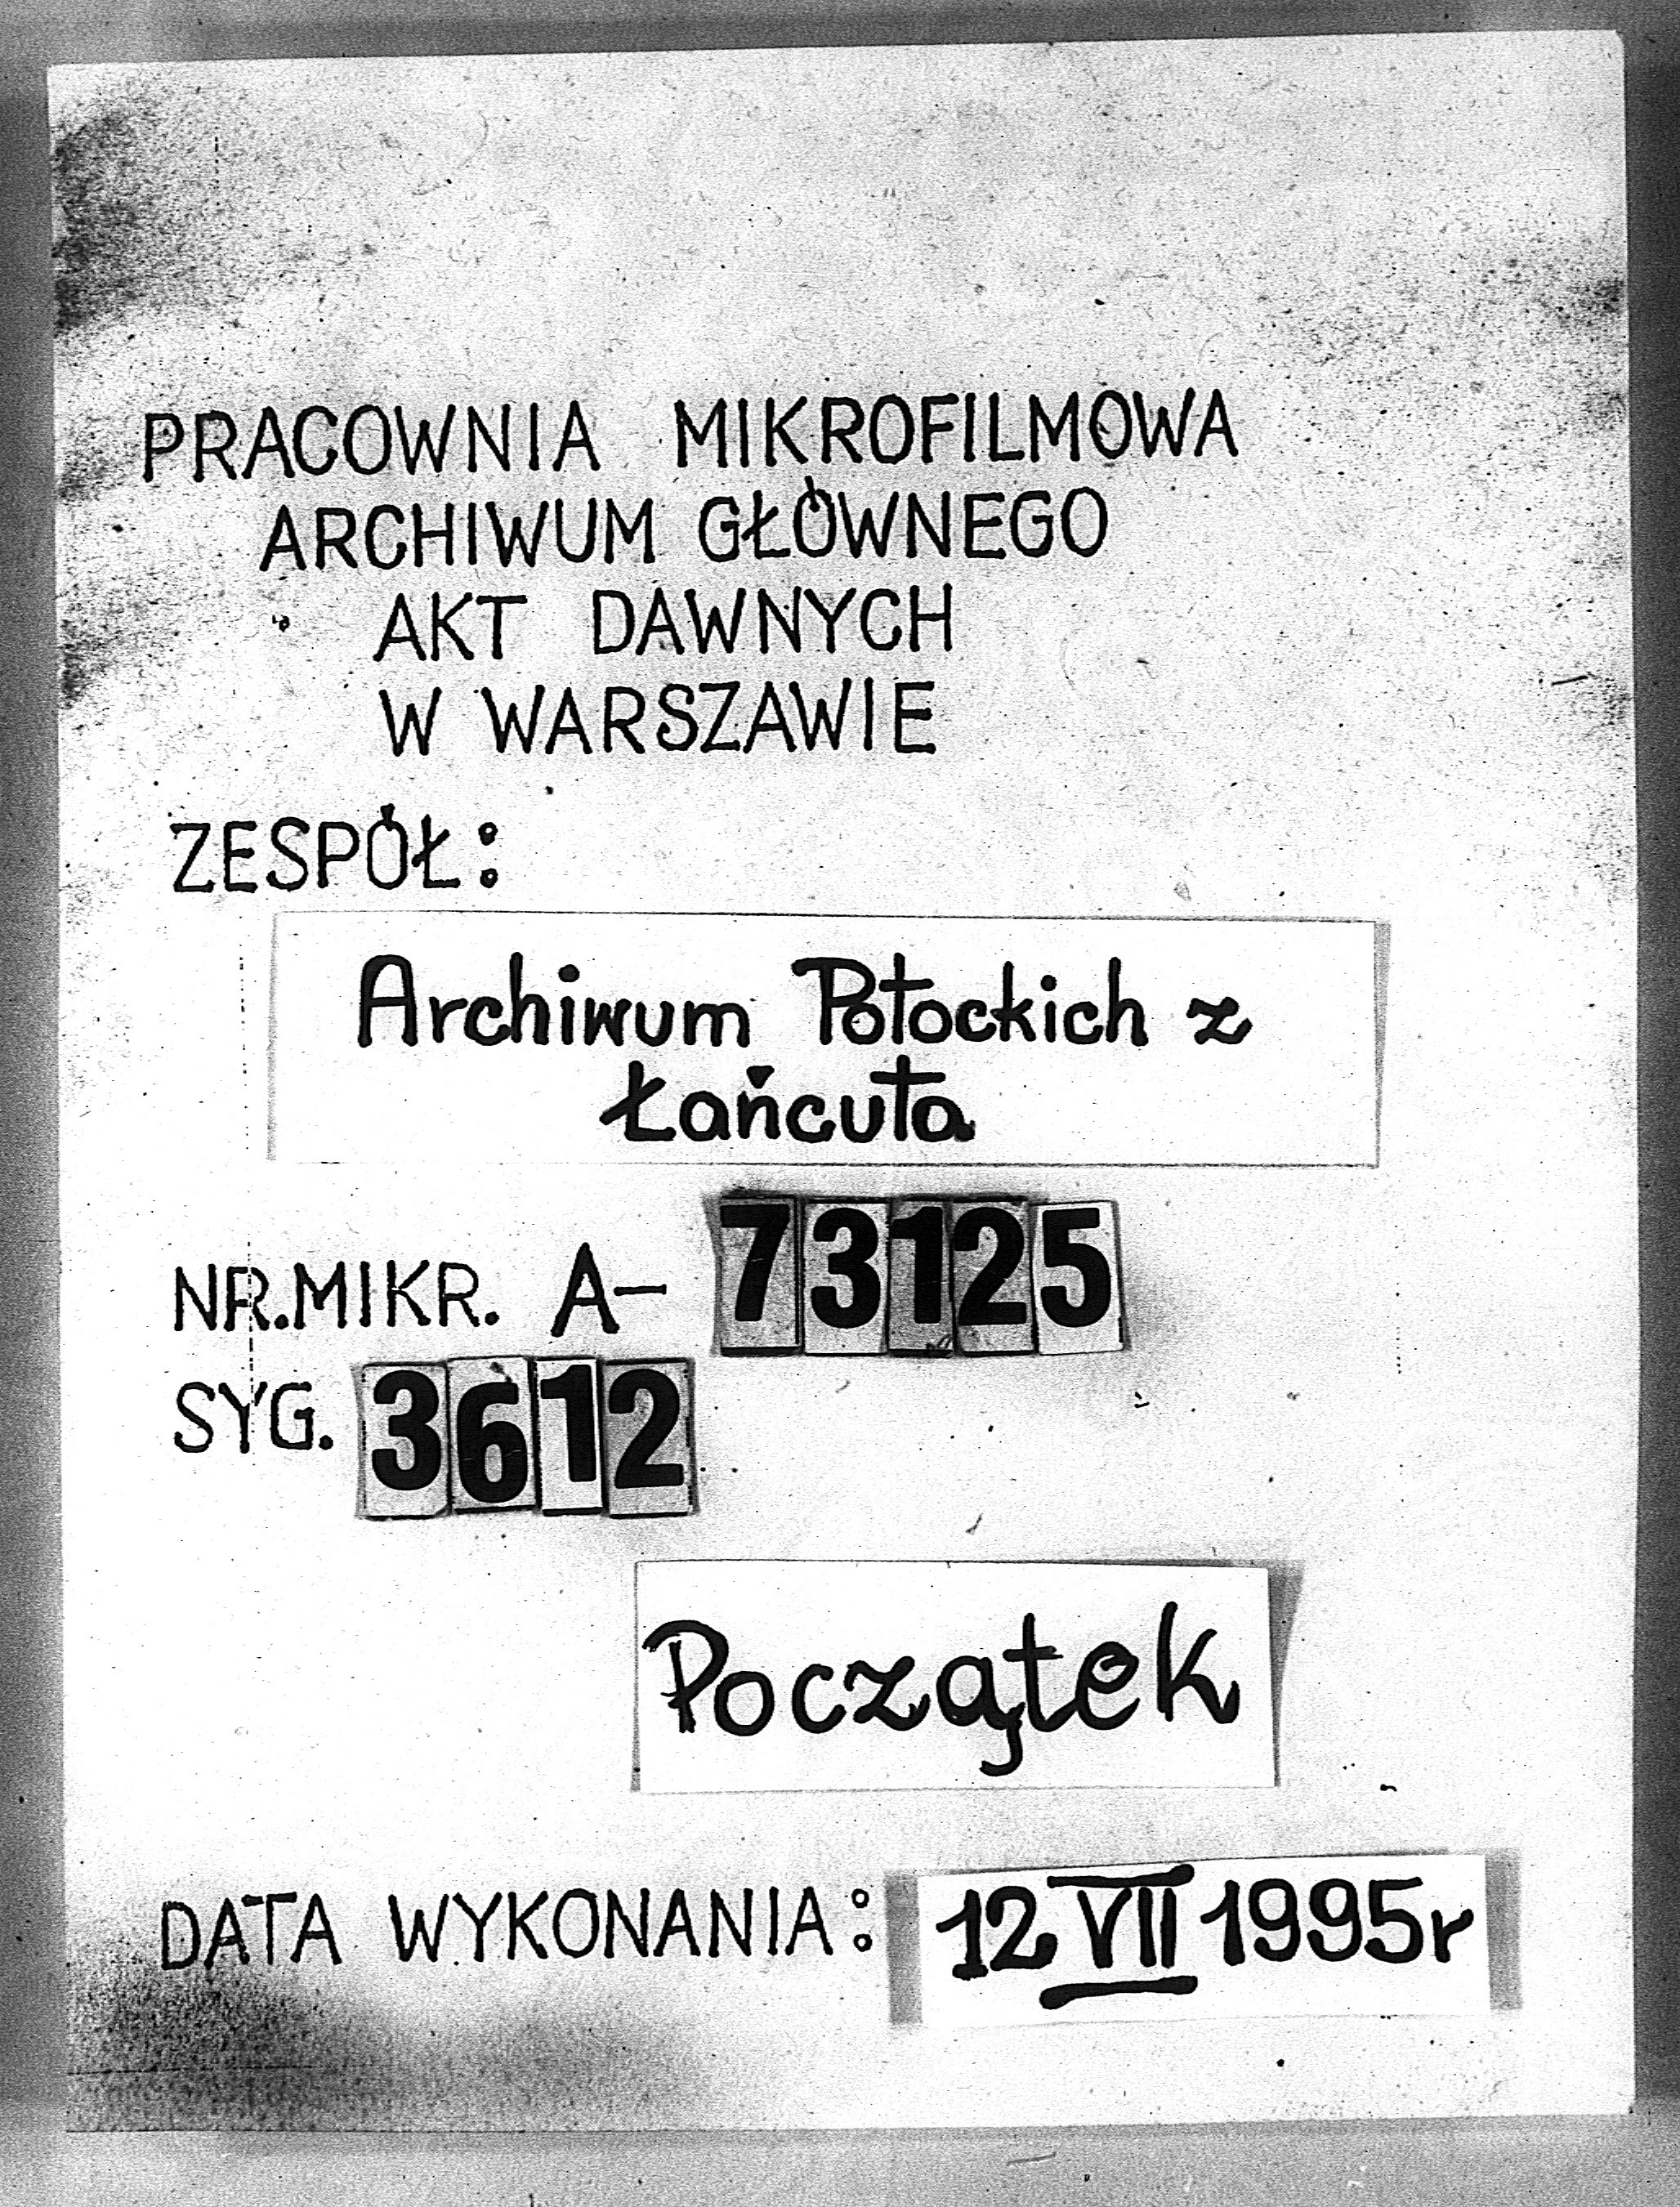 PRACOWNIA MIKROFILMOWA
ARCHIWUM GŁÓWNEGO
AKT DAWNYCH
W WARSZAWIE
ZESPÓŁ:
Archiwum Potockich z
Łańcuta
NR.MIKR. A- 73125
SYG. 3612
Początek
DATA WYKONANIA: 12 VII 1995r